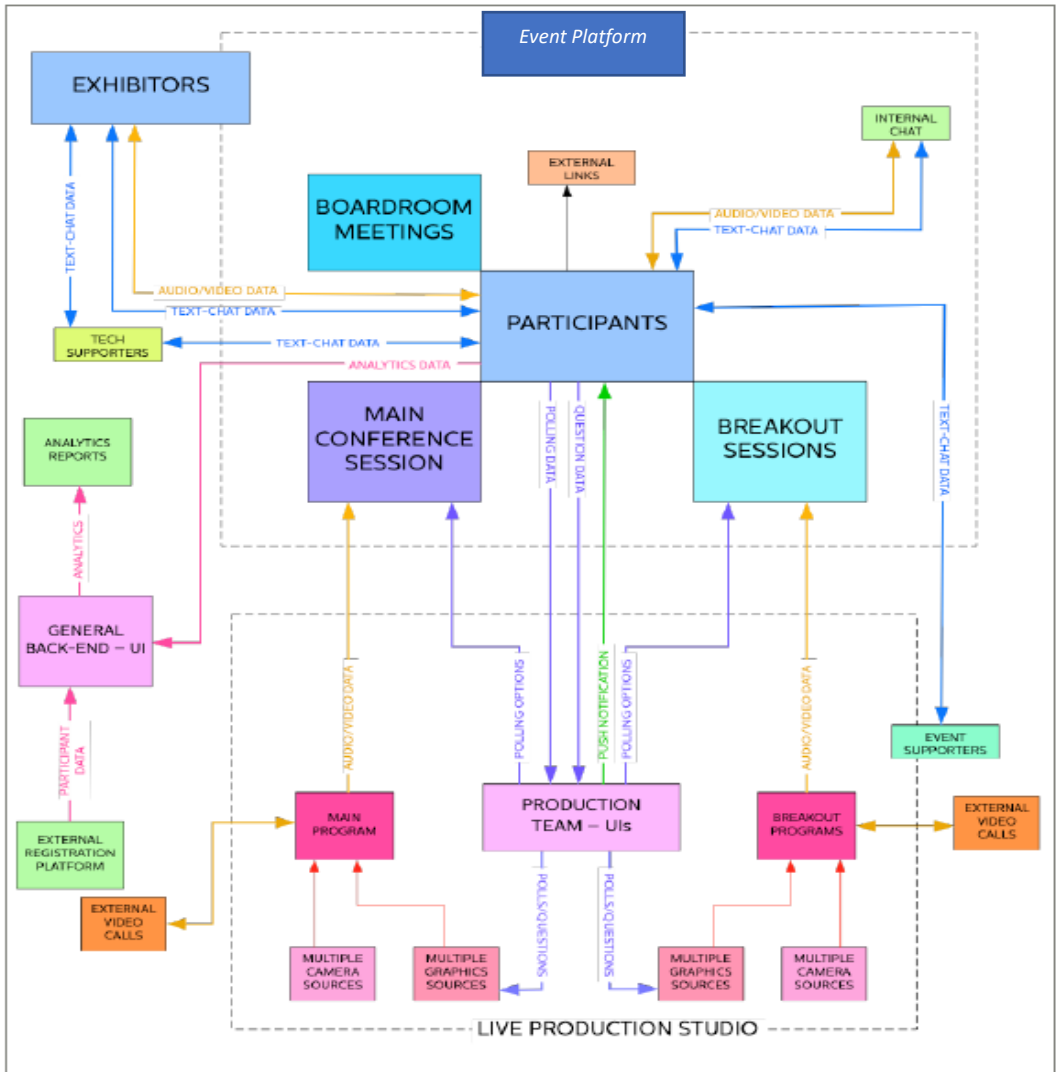 Event Platform
EXHIBITORS
INTERNAL
CHAT
EXTERNAL
LINKS
BOARDROOM
MEETINGS
AUDIO/VIDEO DATA
TEXT-CHAT DATA
TEXT-CHAT DATA
AUDIO/VIDEO DATA
TEXT-CHAT DATA
PARTICIPANTS
TECH
SUPPORTERS
TEXT-CHAT DATA
ANALYTICS DATA
MAIN
CONFERENCE
SESSION
POLLING DATA
QUESTION DATA
BREAKOUT
SESSIONS
TEXT-CHAT DATA
ANALYTICS
REPORTS
ANALYTICS
GENERAL
BACK-END – UI
PARTICIPANT
DATA
AUDIO/VIDEO DATA
POLLING OPTIONS
PUSH NOTIFICATION
POLLING OPTIONS
AUDIO/VIDEO DATA
EVENT
SUPPORTERS
MAIN
PROGRAM
PRODUCTION
TEAM – UIs
BREAKOUT
PROGRAMS
EXTERNAL
VIDEO
CALLS
EXTERNAL
REGISTRATION
PLATFORM
EXTERNAL
VIDEO
CALLS
POLLS/QUESTIONS
POLLS/QUESTIONS
MULTIPLE
CAMERA
SOURCES
MULTIPLE
GRAPHICS
SOURCES
MULTIPLE
GRAPHICS
SOURCES
MULTIPLE
CAMERA
SOURCES
LIVE PRODUCTION STUDIO